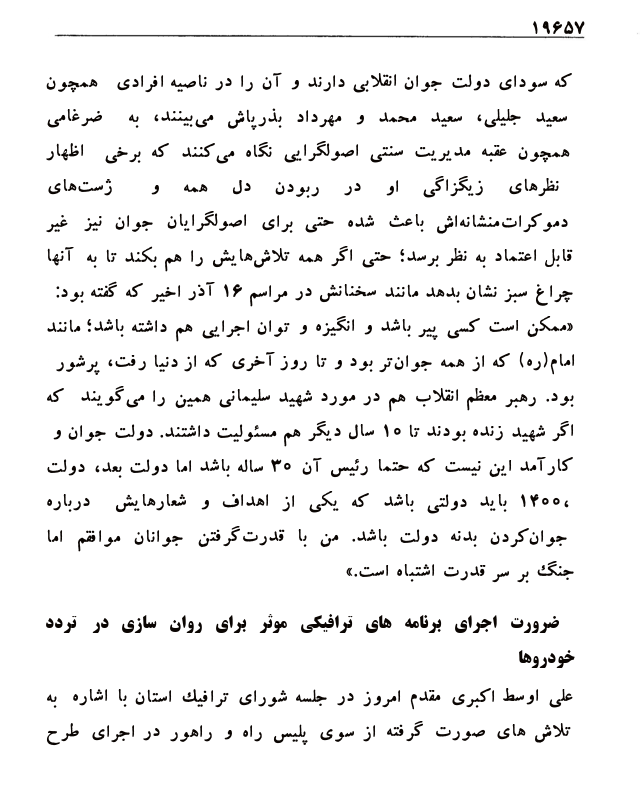 ۱۹۶۵۷
که سودای دولت جوان انقلابی دارند و آن را در ناصیه افرادی همچون
سعید جلیلی، سعید محمد و مهرداد بذرپاش می‌بینند، به ضرغامی
همچون عقبه مدیریت سنتی اصولگرایی نگاه می‌کنند که برخی اظهار
نظرهای زیگزاگی او در ربودن دل همه و ژست‌های
دموکرات‌منشانه‌اش باعث شده حتی برای اصولگرایان جوان نیز غیر
قابل اعتماد به نظر برسد؛ حتی اگر همه تلاش‌هایش را هم بکند تا به آنها
چراغ سبز نشان بدهد مانند سخنانش در مراسم ۱۶ آذر اخیر که گفته بود:
«ممکن است کسی پیر باشد و انگیزه و توان اجرایی هم داشته باشد؛ مانند
امام(ره) که از همه جوان‌تر بود و تا روز آخری که از دنیا رفت، پرشور
بود. رهبر معظم انقلاب هم در مورد شهید سلیمانی همین را می‌گویند که
اگر شهید زنده بودند تا ۱۰ سال دیگر هم مسئولیت داشتند. دولت جوان و
کارآمد این نیست که حتما رئیس آن ۳۰ ساله باشد اما دولت بعد، دولت
۱۴۰۰، باید دولتی باشد که یکی از اهداف و شعارهایش درباره
جوان‌کردن بدنه دولت باشد. من با قدرت‌گرفتن جوانان موافقم اما
جنگ بر سر قدرت اشتباه است.»
ضرورت اجرای برنامه های ترافیکی موثر برای روان سازی در تردد
خودروها
علی اوسط اکبری مقدم امروز در جلسه شورای ترافیک استان با اشاره به
تلاش های صورت گرفته از سوی پلیس راه و راهور در اجرای طرح